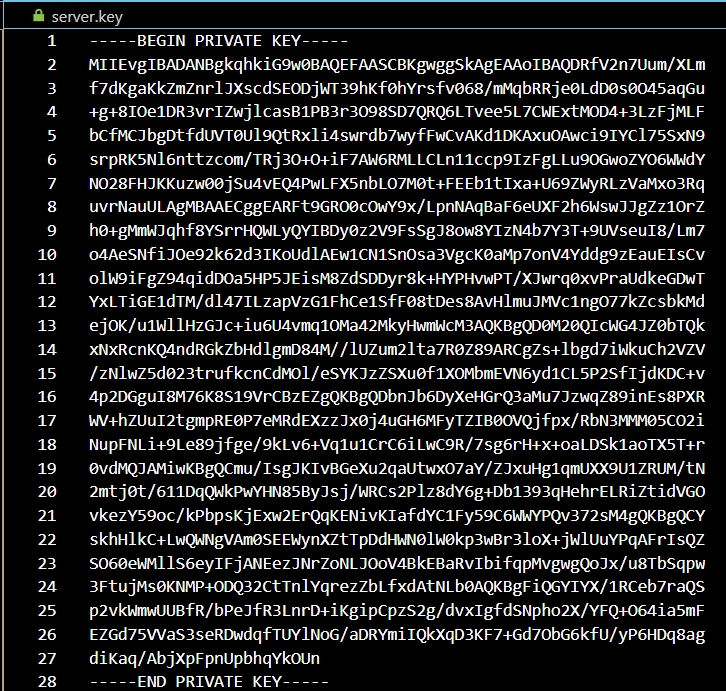 server.key
1 -----BEGIN PRIVATE KEY-----
2 MIIEvgIBADANBgkqhkiG9w0BAQEFAASCBKgwggSkAgEAAoIBAQDRfV2n7Uum/XLm
3 f7dKgaKkZmZnrlJXscdSEODjWT39hKf0hYrsfv068/mMqbRRje0LdD0s0O45aqGu
4 +g+8IOe1DR3vrIZwjlcasB1PB3r3O98SD7QRQ6LTvee5L7CWExtMOD4+3LzFjMLF
5 bCfMCJbgDtfdUVT0Ul9QtRxli4swrdb7wyfFwCvAKd1DKAxuOAwci9IYCl75SxN9
6 srpRK5Nl6nttzcom/TRj3O+O+iF7AW6RMLLCLn11ccp9IzFgLLu9OGwoZYO6WWdY
7 NO28FHJKKuzw00jSu4vEQ4PwLFX5nbLO7M0t+FEEb1tIxa+U69ZWyRLzVaMxo3Rq
8 uvrNauULAgMBAAECggEARFt9GRO0cOWY9x/LpnNAqBaF6eUXF2h6WswJJgZz1OrZ
9 h0+gMmWJqhf8YSrrHQWLyQYIBDy0z2V9FsSgJ8ow8YIzN4b7Y3T+9UVseuI8/Lm7
10 o4AeSNfiJOe92k62d3IKoUdlAEw1CN1SnOsa3VgcK0aMp7onV4Yddg9zEauEIsCv
11 olW9iFgZ94qidDOa5HP5JEisM8ZdSDDyr8k+HYPHvwPT/XJwrq0xvPraUdkeGDwT
12 YxLTiGE1dTM/dl47ILzapVzG1FhCe1SfF08tDes8AvHlmuJMVc1ngO77kZcsbkMd
13 ejOK/u1WllHzGJc+iu6U4vmq1OMa42MkyHwmWcM3AQKBgQD0M20QIcWG4JZ0bTQk
14 xNxRcnKQ4ndRGkZbHdlgmD84M//lUZum2lta7R0Z89ARCgZs+lbgd7iWkuCh2VZV
15 /zNlwZ5d023trufkcnCdMOl/eSYKJzZSXu0f1XOMbmEVN6yd1CL5P2SfIjdKDC+v
16 4p2DGguI8M76K8S19VrCBzEZgQKBgQDbnJb6DyXeHGrQ3aMu7JzwqZ89inEs8PXR
17 WV+hZUuI2tgmpRE0P7eMRdEXzzJx0j4uGH6MFyTZIB0OVQjfpx/RbN3MMM05CO2i
18 NupFNLi+9Le89jfge/9kLv6+Vq1u1CrC6iLwC9R/7sg6rH+x+oaLDSk1aoTX5T+r
19 0vdMQJAMiwKBgQCmu/IsgJKIvBGeXu2qaUtwxO7aY/ZJxuHg1qmUXX9U1ZRUM/tN
20 2mtj0t/611DqQWkPwYHN85ByJsj/WRCs2Plz8dY6g+Db1393qHehrELRiZtidVGO
21 vkezY59oc/kPbpsKjExw2ErQqKENivKIafdYC1Fy59C6WWYPQv372sM4gQKBgQCY
22 skhHlkC+LwQWNgVAm0SEEWynXZtTpDdHWN0lW0kp3wBr3loX+jWlUuYPqAFrIsQZ
23 SO60eWMllS6eyIFjANEezJNrZoNLJOoV4BkEBaRvIbifqpMvgwgQoJx/u8TbSqpw
24 3FtujMs0KNMP+ODQ32CtTnlYqrezZbLfxdAtNLb0AQKBgFiQGYIYX/1RCeb7raQS
25 p2vkWmwUUBfR/bPeJfR3LnrD+iKgipCpzS2g/dvxIgfdSNpho2X/YFQ+O64ia5mF
26 EZGd75VVaS3seRDwdqfTUYlNoG/aDRYmiIQkXqD3KF7+Gd7ObG6kfU/yP6HDq8ag
27 diKaq/AbjXpFpnUpbhqYkOUn
28 -----END PRIVATE KEY-----